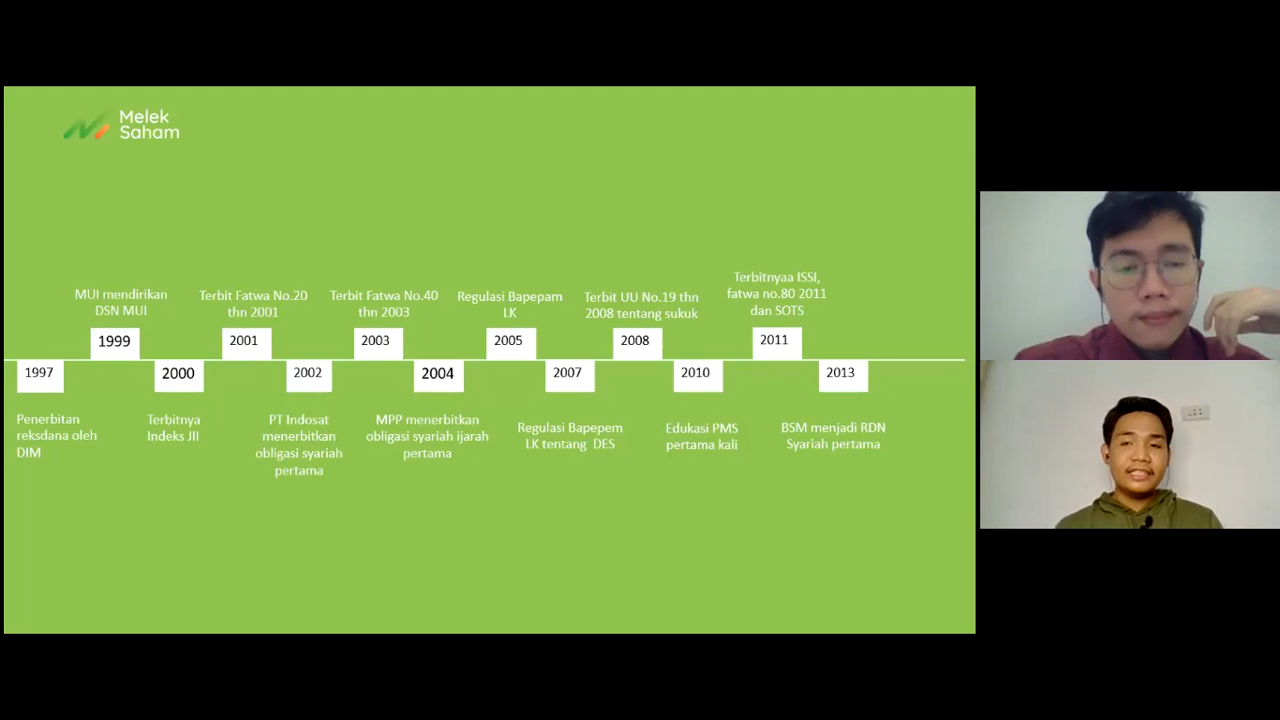 Melek
Saham
MUI mendirikan
DSN MUI
1999
Terbit Fatwa No.20
thn 2001
2001
Terbit Fatwa No.40
thn 2003
2003
Regulasi Bapepam
LK
2005
Terbit UU No.19 thn
2008 tentang sukuk
2008
Terbitnyaa ISSI,
fatwa no.80 2011
dan SOTS
2011
1997
Penerbitan
reksdana oleh
DIM
2000
Terbitnya
Indeks JII
2002
PT Indosat
menerbitkan
obligasi syariah
pertama
2004
MPP menerbitkan
obligasi syariah ijarah
pertama
2007
Regulasi Bapepem
LK tentang DES
2010
Edukasi PMS
pertama kali
2013
BSM menjadi RDN
Syariah pertama